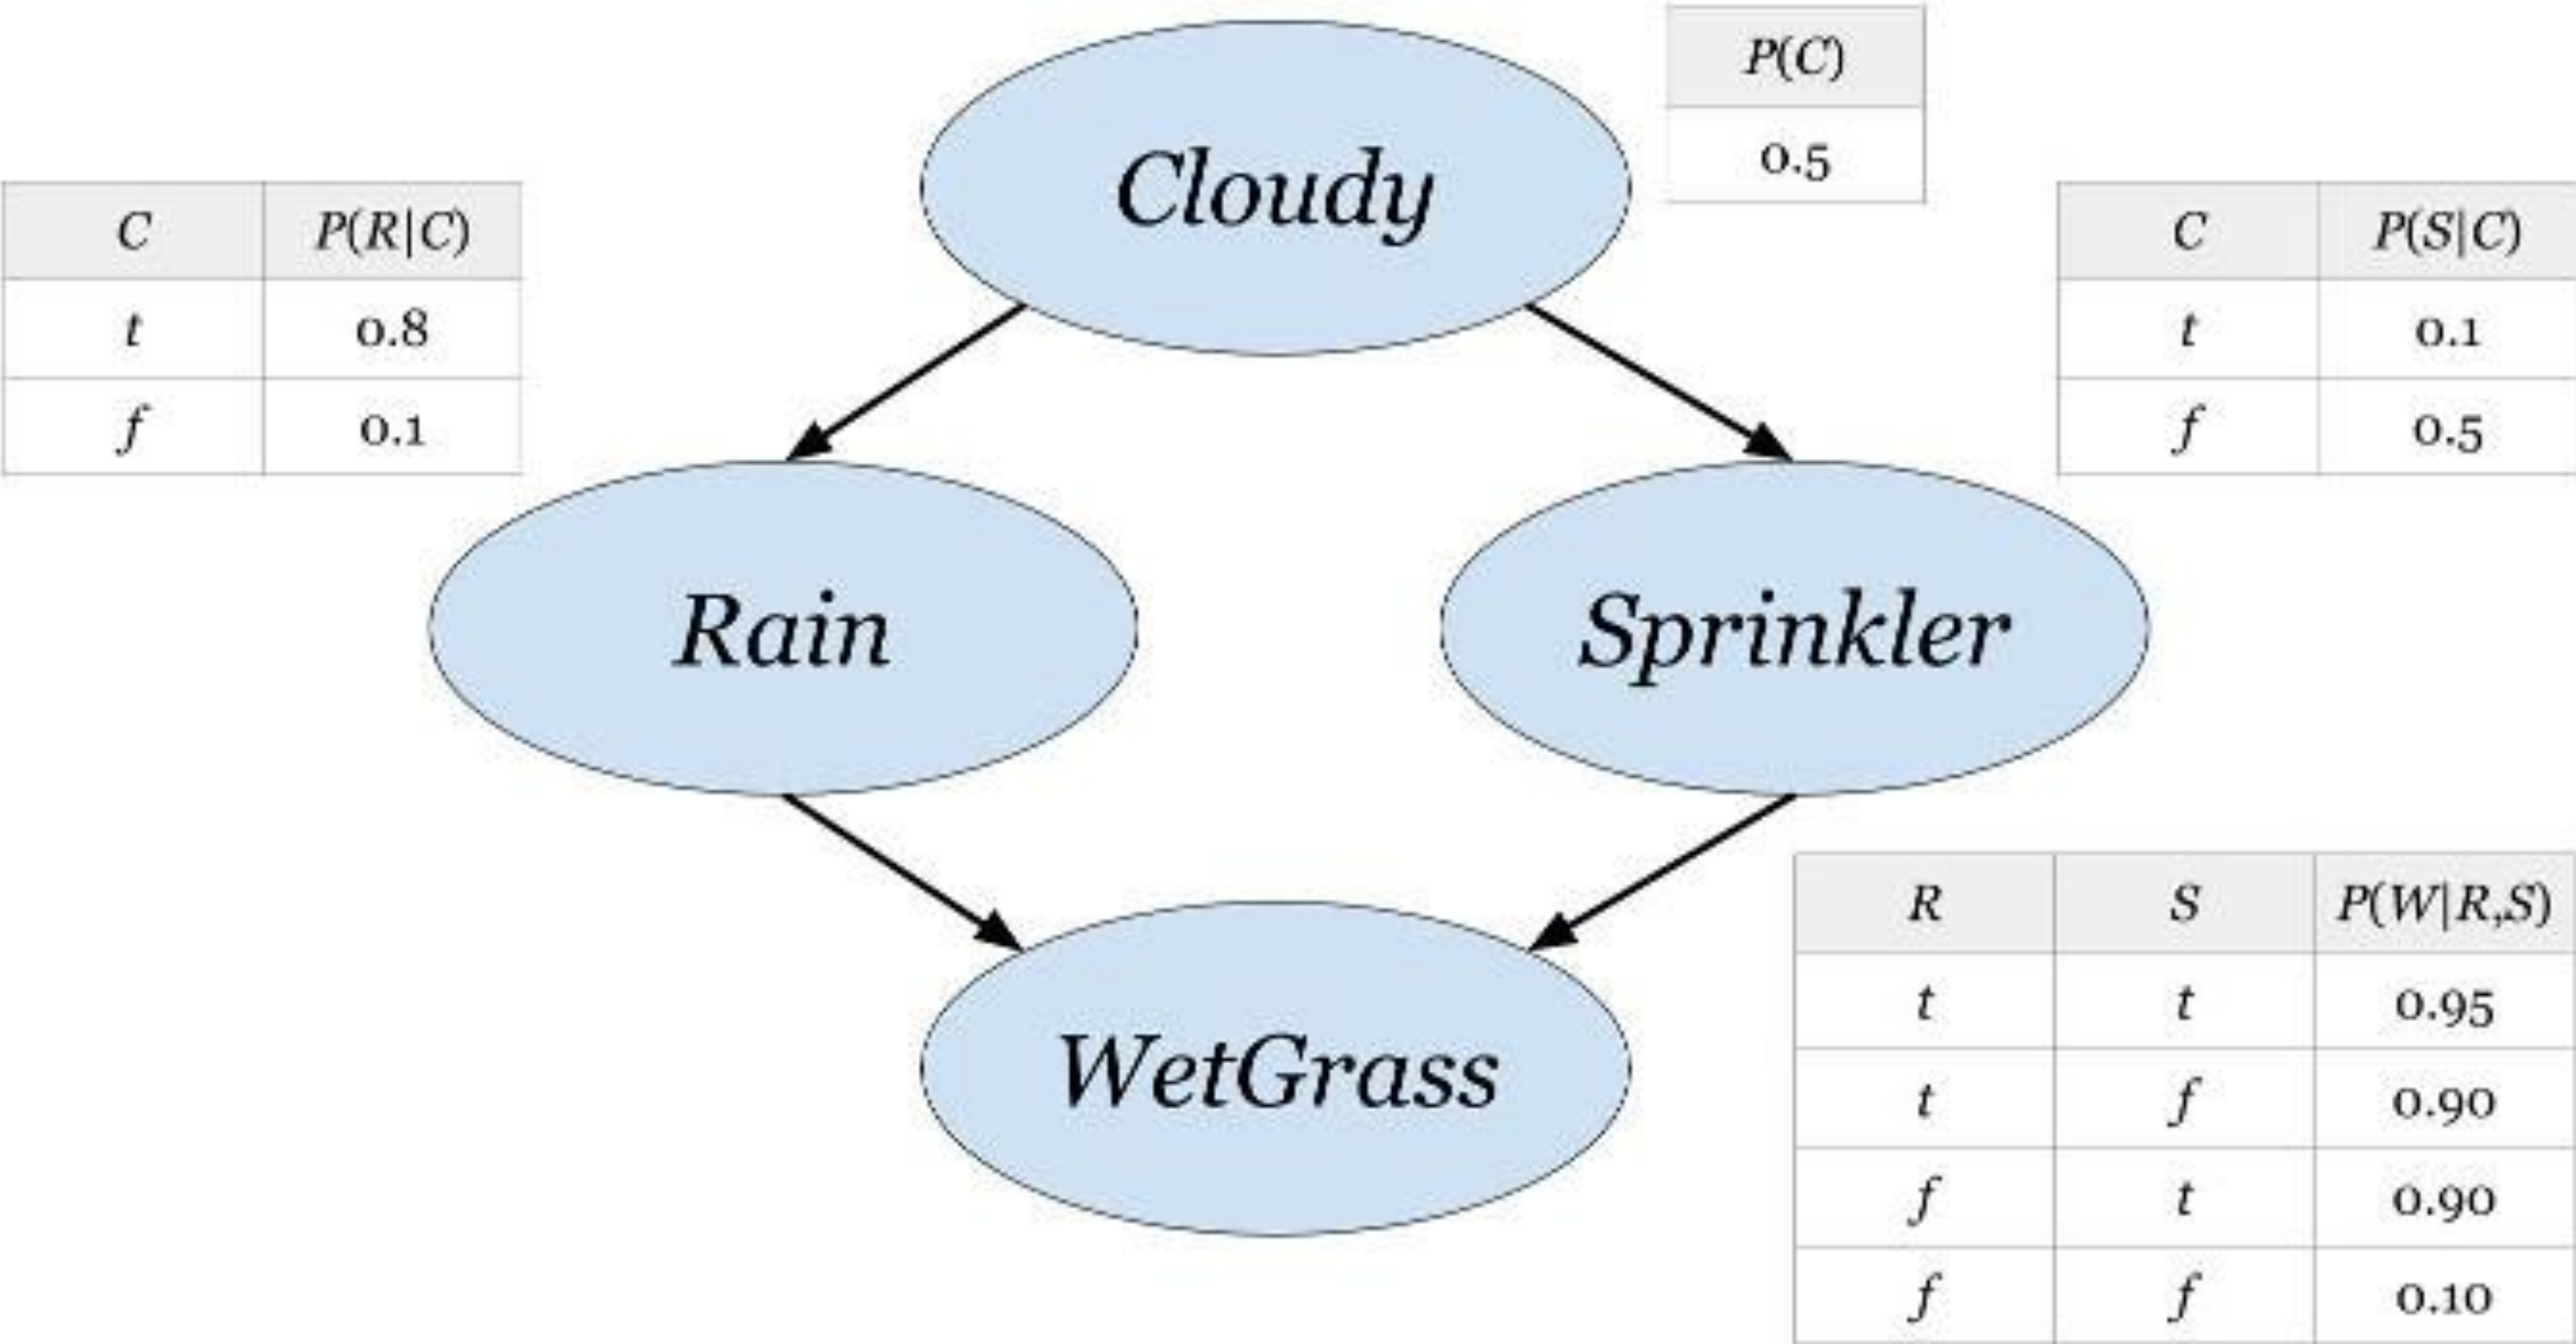 P(C)
0.5
Cloudy
C P(R|C)
t 0.8
f 0.1
C P(S|C)
t 0.1
f 0.5
Rain
Sprinkler
WetGrass
R S P(W|R,S)
t t 0.95
t f 0.90
f t 0.90
f f 0.10